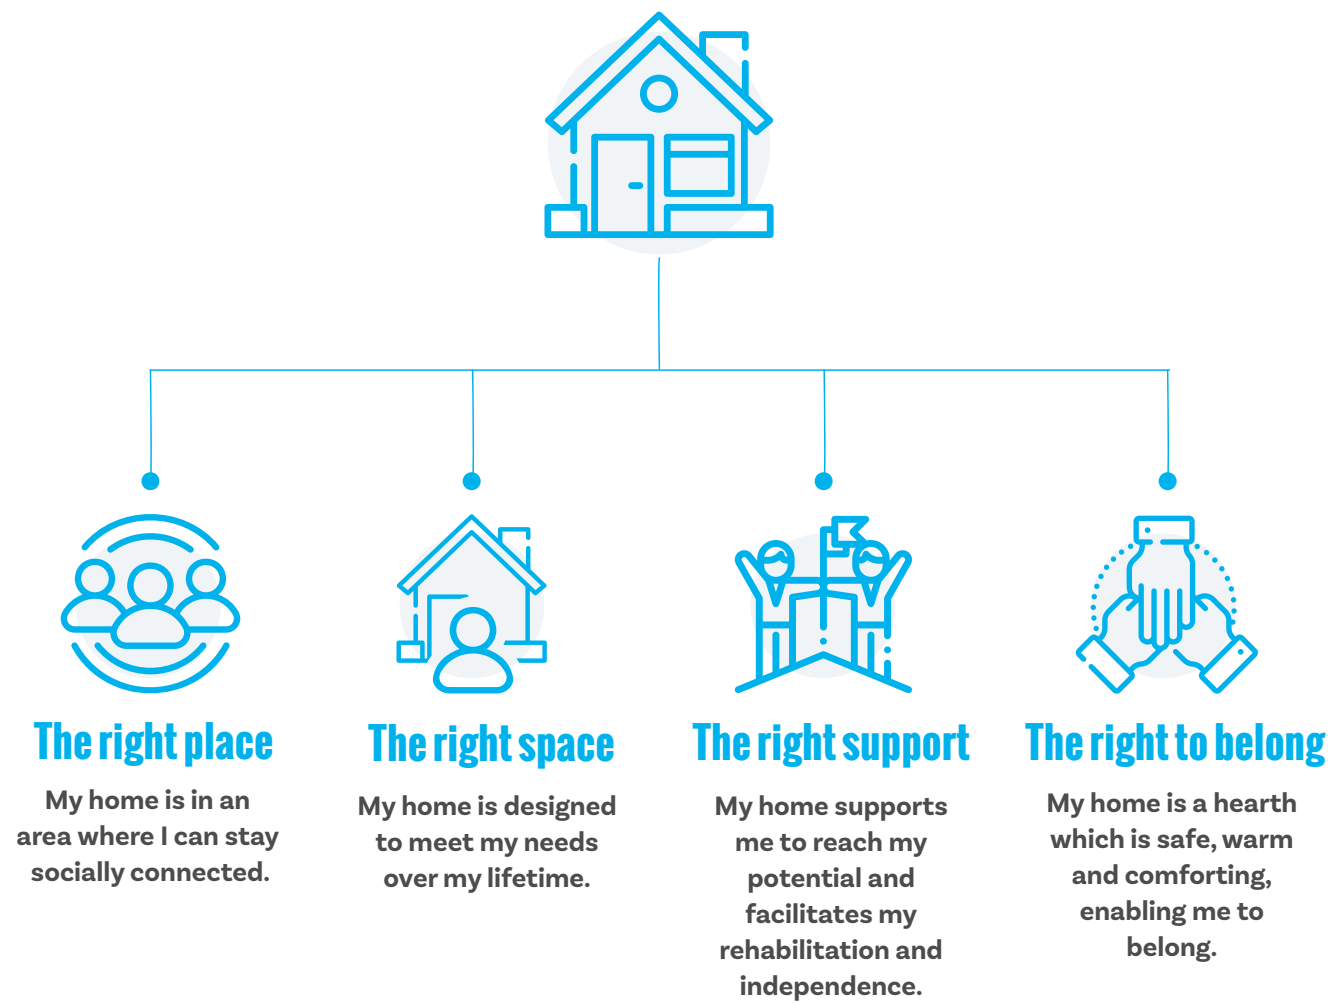 The right place
My home is in an
area where I can stay
socially connected.
The right space
My home is designed
to meet my needs
over my lifetime.
The right support
My home supports
me to reach my
potential and
facilitates my
rehabilitation and
independence.
The right to belong
My home is a hearth
which is safe, warm
and comforting,
enabling me to
belong.